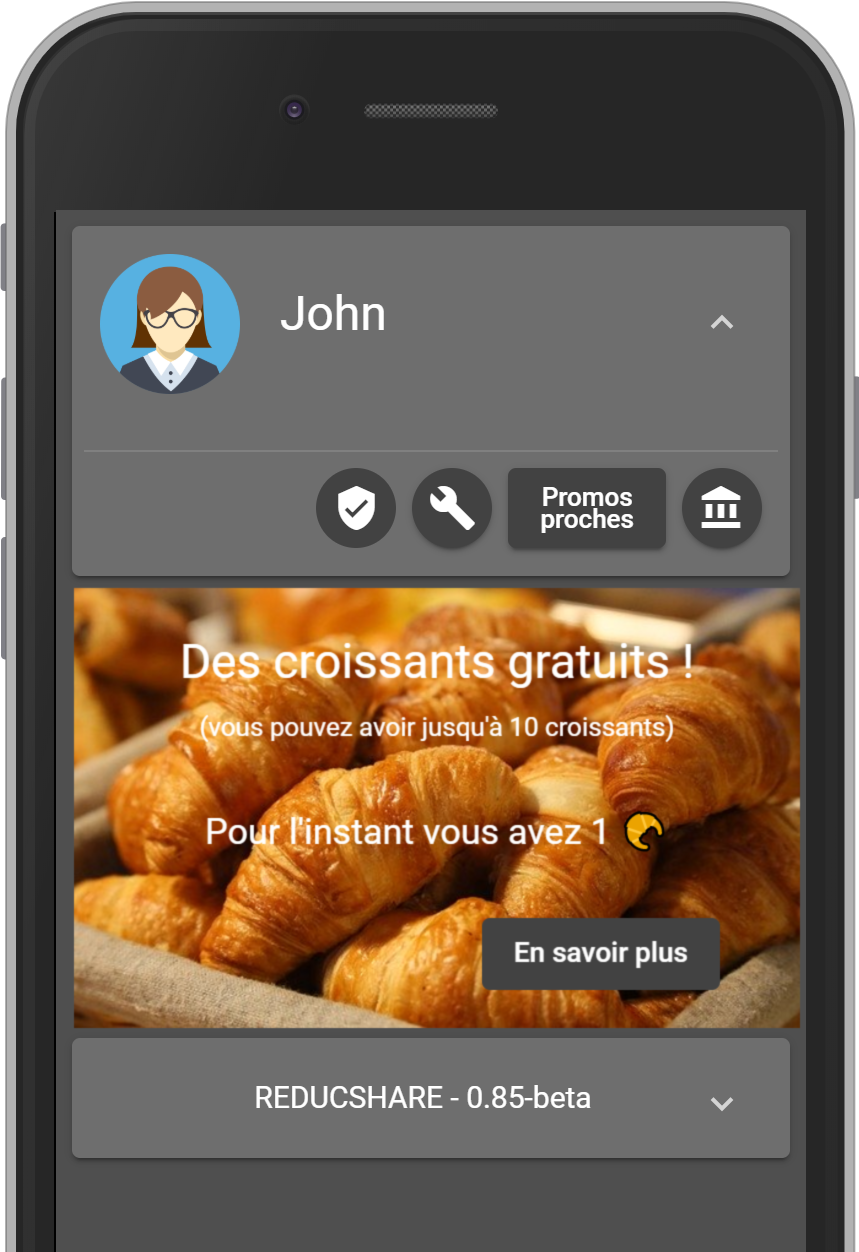 John
Promos
proches
Des croissants gratuits !
(vous pouvez avoir jusqu'à 10 croissants)
Pour l'instant vous avez 1
En savoir plus
REDUCSHARE - 0.85-beta